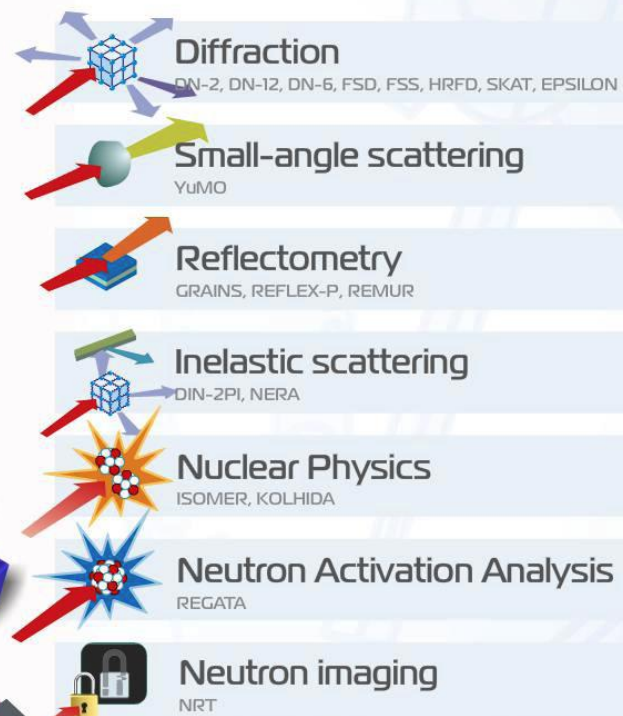 Diffraction
DN-2, DN-12, DN-6, FSD, FSS, HRFD, SKAT, EPSILON
Small-angle scattering
YuMO
Reflectometry
GRAINS, REFLEX-P, REMUR
Inelastic scattering
DIN-2PI, NERA
Nuclear Physics
ISOMER, KOLHIDA
Neutron Activation Analysis
REGATA
Neutron imaging
NRT